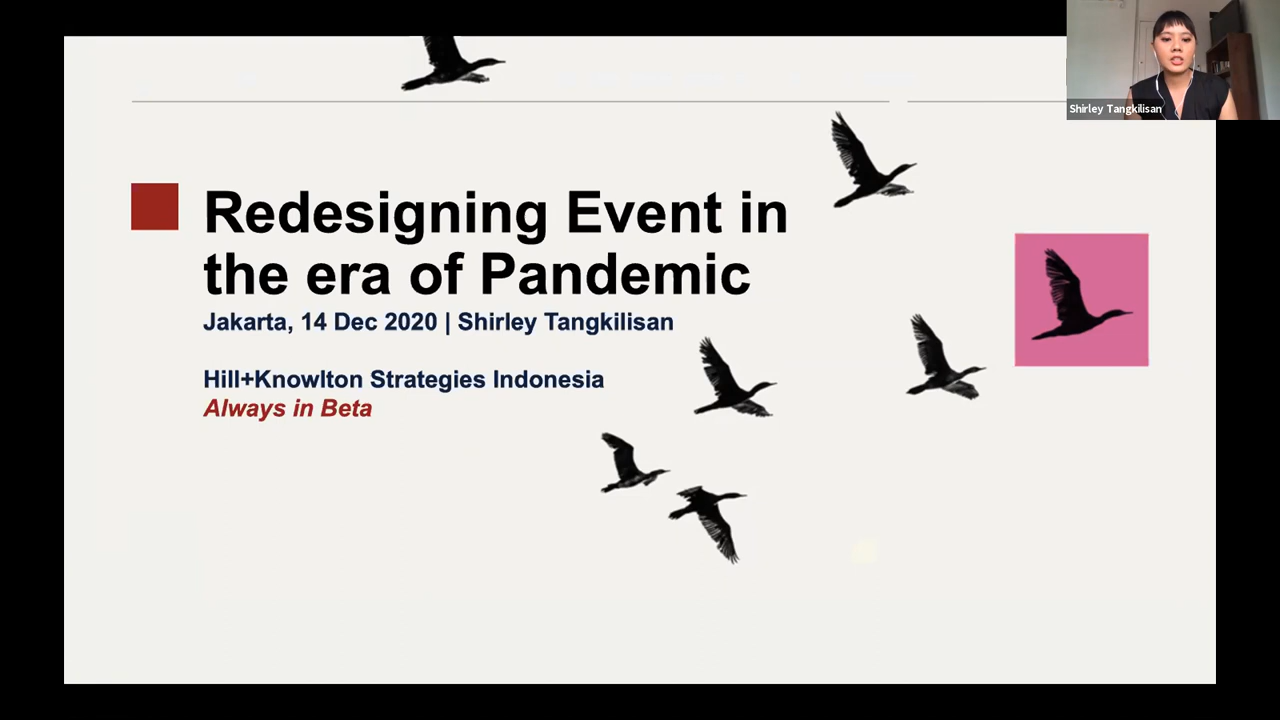 Shirley Tangkilisan
Redesigning Event in
the era of Pandemic
Jakarta, 14 Dec 2020 | Shirley Tangkilisan
Hill+Knowlton Strategies Indonesia
Always in Beta